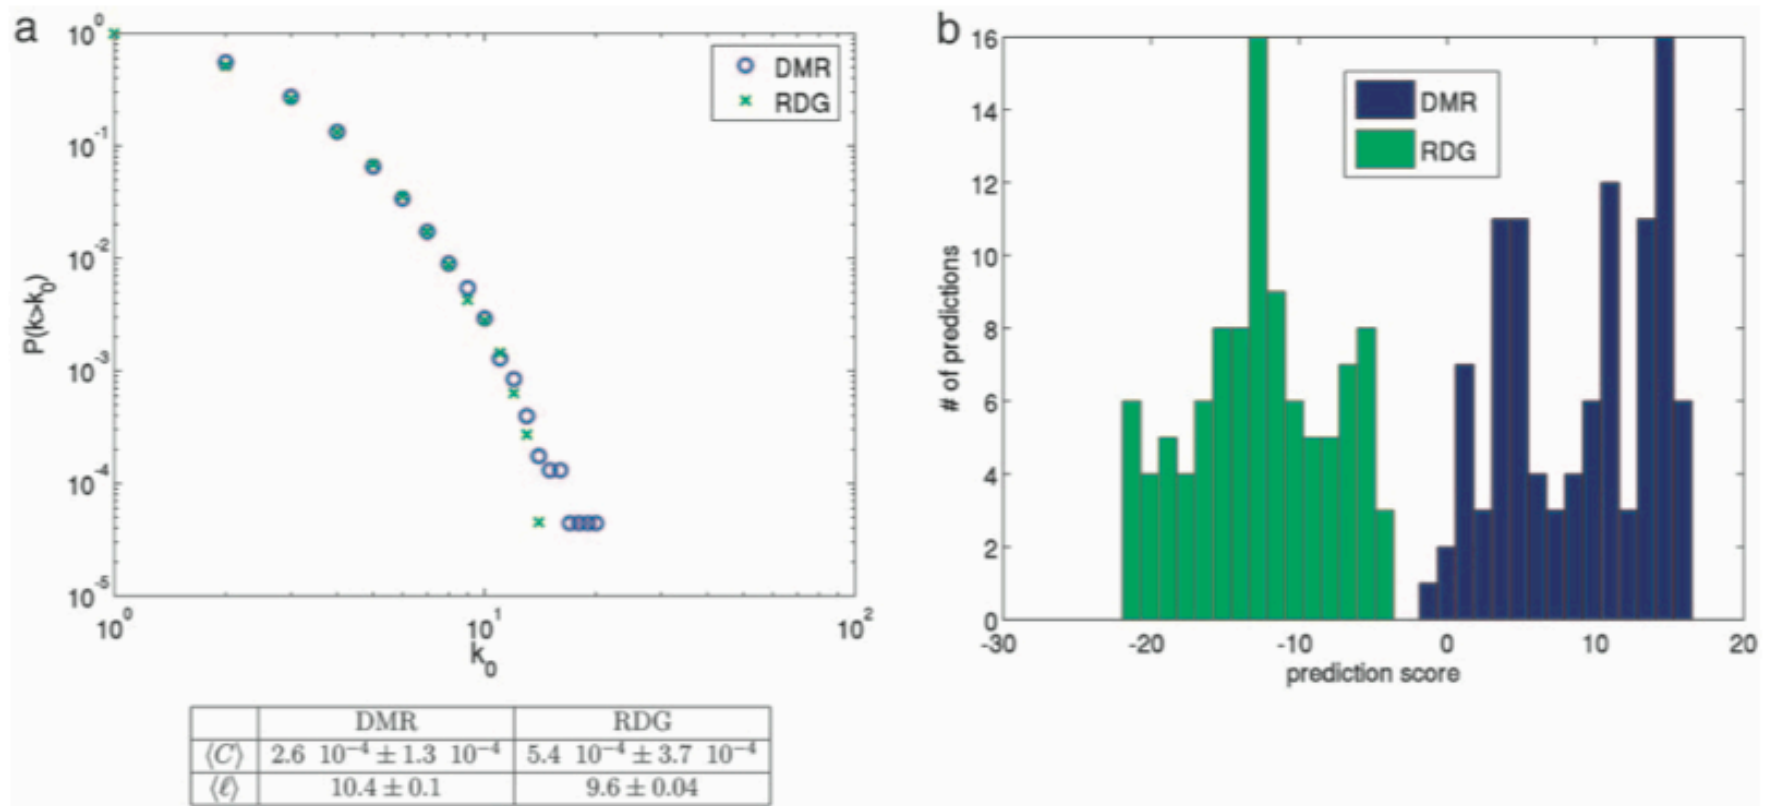 a
10^0
10^-1
10^-2
10^-3
10^-4
10^-5
P(k>k_0)
10^0 10^1 10^2
k_0
DMR
RDG
DMR RDG
⟨C⟩ 2.6 10^−4 ± 1.3 10^−4 5.4 10^−4 ± 3.7 10^−4
⟨ℓ⟩ 10.4 ± 0.1 9.6 ± 0.04
b
16
14
12
10
8
6
4
2
0
# of predictions
-30 -20 -10 0 10 20
prediction score
DMR
RDG